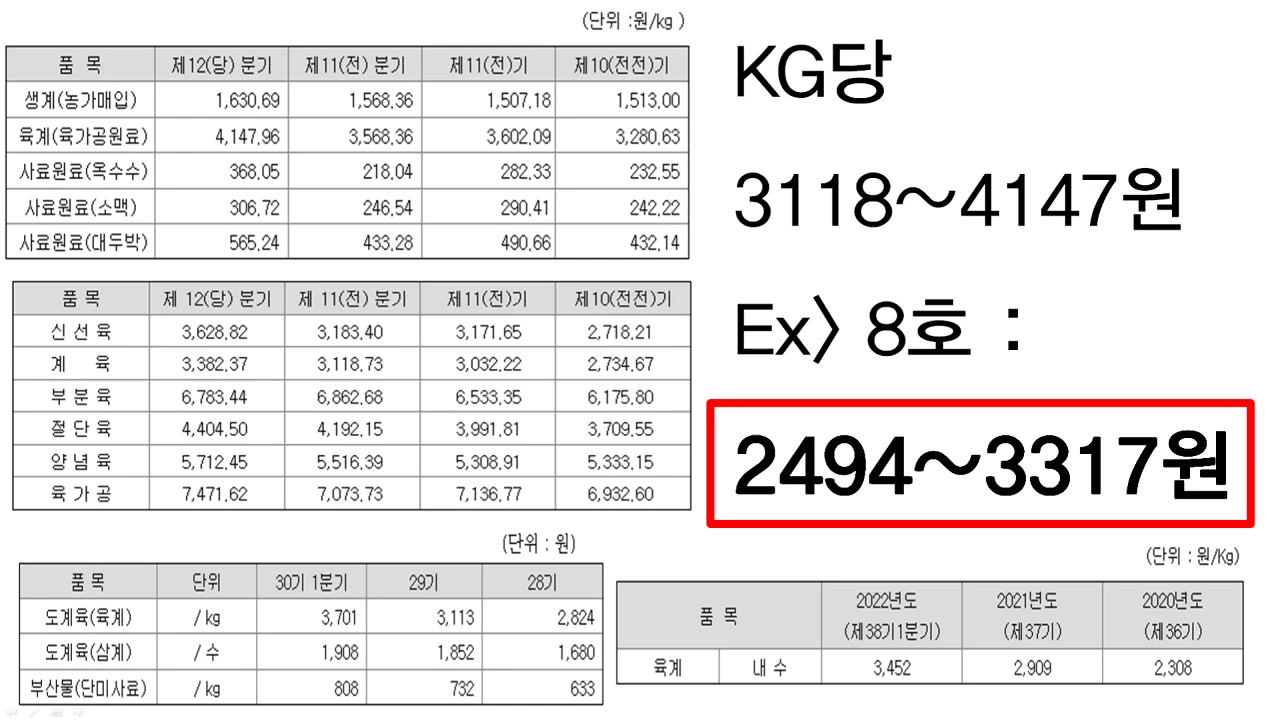 (단위 :원/kg )
품 목 제12(당) 분기 제11(전) 분기 제11(전)기 제10(전전)기
생계(농가매입) 1,630.69 1,568.36 1,507.18 1,513.00
육계(육가공원료) 4,147.96 3,568.36 3,602.09 3,280.63
사료원료(옥수수) 368.05 218.04 282.33 232.55
사료원료(소맥) 306.72 246.54 290.41 242.22
사료원료(대두박) 565.24 433.28 490.66 432.14
품 목 제 12(당) 분기 제 11(전) 분기 제11(전)기 제10(전전)기
신 선 육 3,628.82 3,183.40 3,171.65 2,718.21
계 육 3,382.37 3,118.73 3,032.22 2,734.67
부 분 육 6,783.44 6,862.68 6,533.35 6,175.80
절 단 육 4,404.50 4,192.15 3,991.81 3,709.55
양 념 육 5,712.45 5,516.39 5,308.91 5,333.15
육 가 공 7,471.62 7,073.73 7,136.77 6,932.60
KG당
3118~4147원
Ex> 8호 :
2494~3317원
(단위 : 원)
품 목 단위 30기 1분기 29기 28기
도계육(육계) / kg 3,701 3,113 2,824
도계육(삼계) / 수 1,908 1,852 1,680
부산물(단미사료) / kg 808 732 633
(단위 : 원/Kg)
품 목 2022년도 2021년도 2020년도
(제38기1분기) (제37기) (제36기)
육계 내 수 3,452 2,909 2,308